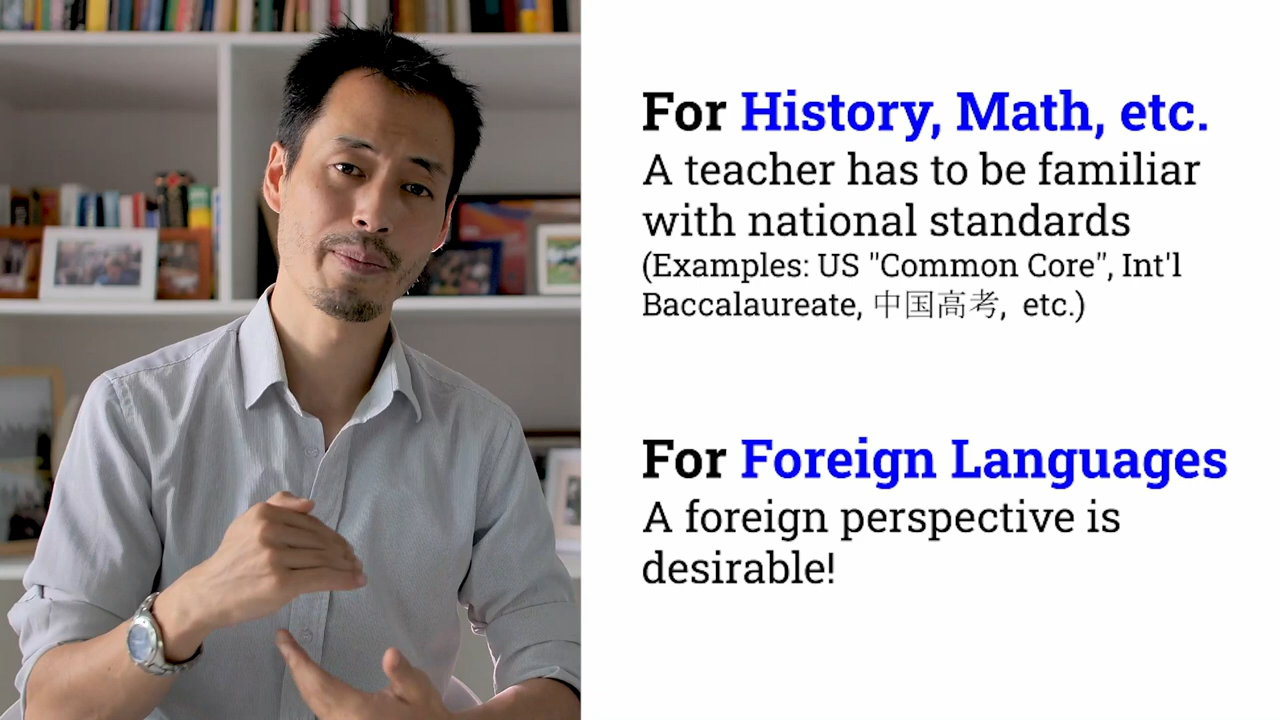 For History, Math, etc.
A teacher has to be familiar
with national standards
(Examples: US "Common Core", Int'l
Baccalaureate, 中国高考, etc.)
For Foreign Languages
A foreign perspective is
desirable!